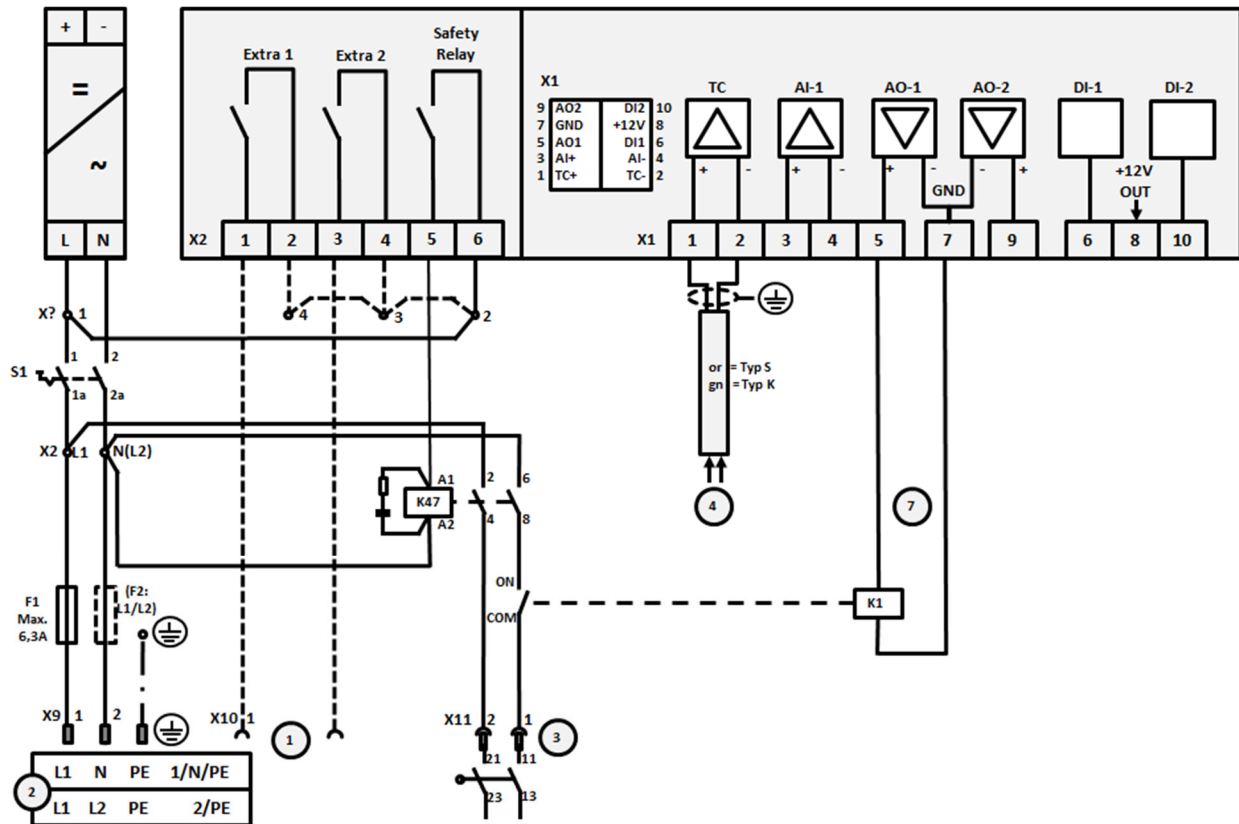 + -
=
~
L N
Extra 1
Extra 2
Safety
Relay
X2 1 2 3 4 5 6
X1
9 AO2 DI2 10
7 GND +12V 8
5 AO1 DI1 6
3 AI+ AI- 4
1 TC+ TC- 2
TC AI-1 AO-1 AO-2 DI-1 DI-2
+ - + - + - - +
GND
+12V
OUT
X1 1 2 3 4 5 7 9 6 8 10
X? 1
4 3 2
1 2
S1
1a 2a
or = Typ S
gn = Typ K
X2 L1 N(L2)
A1
K47
A2
2 6
4 8
4
7
ON
COM
K1
F1
Max.
6,3A
(F2:
L1/L2)
X9 1 2
X10 1
1
X11 2 1
3
21 11
23 13
2
L1 N PE 1/N/PE
L1 L2 PE 2/PE